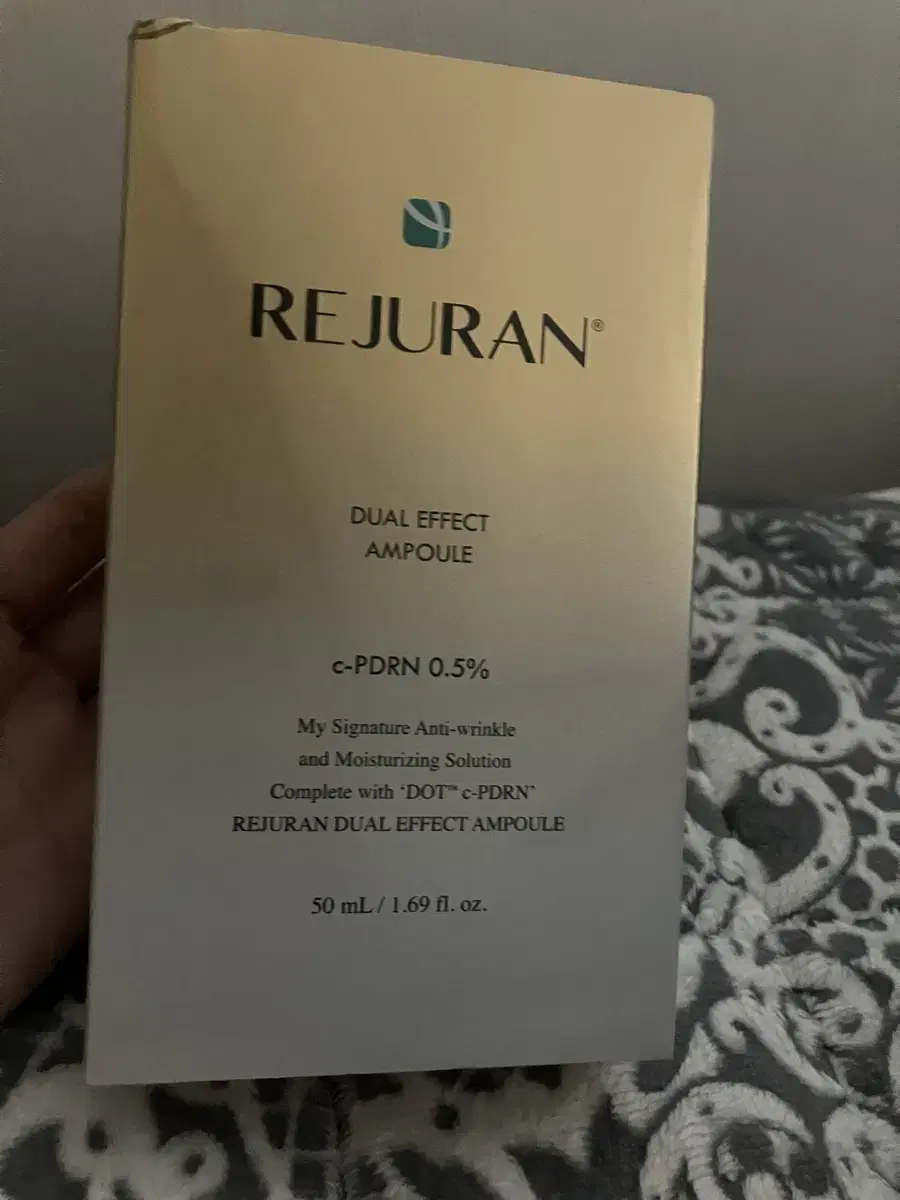 REJURAN®
DUAL EFFECT
AMPOULE
c-PDRN 0.5%
My Signature Anti-wrinkle
and Moisturizing Solution
Complete with ‘DOT™ c-PDRN’
REJURAN DUAL EFFECT AMPOULE
50 mL / 1.69 fl. oz.